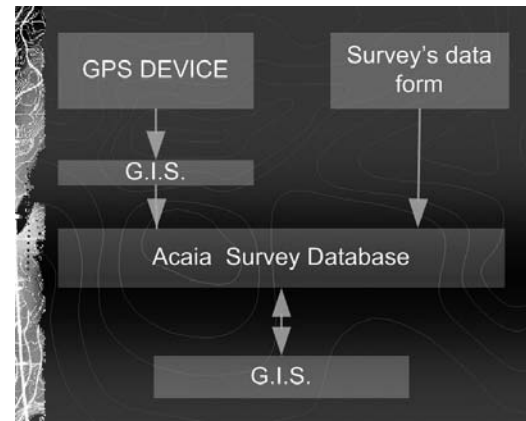 GPS DEVICE
Survey's data
form
G.I.S.
Acaia Survey Database
G.I.S.